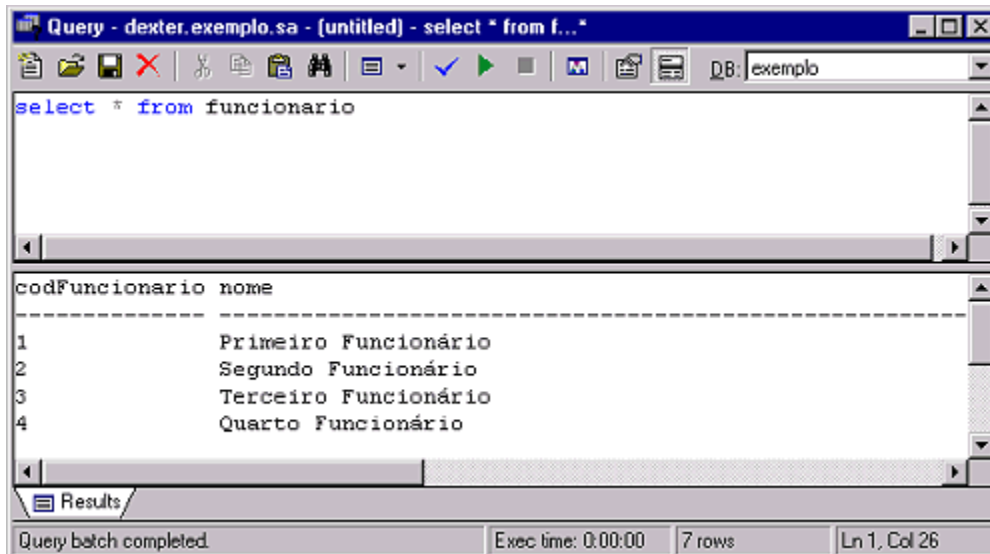 Query - dexter.exemplo.sa - (untitled) - select * from f...*
DB: exemplo
select * from funcionario
codFuncionario nome
-------------- -------------------------------------------------------
1 Primeiro Funcionário
2 Segundo Funcionário
3 Terceiro Funcionário
4 Quarto Funcionário
Results
Query batch completed. Exec time: 0:00:00 7 rows Ln 1, Col 26